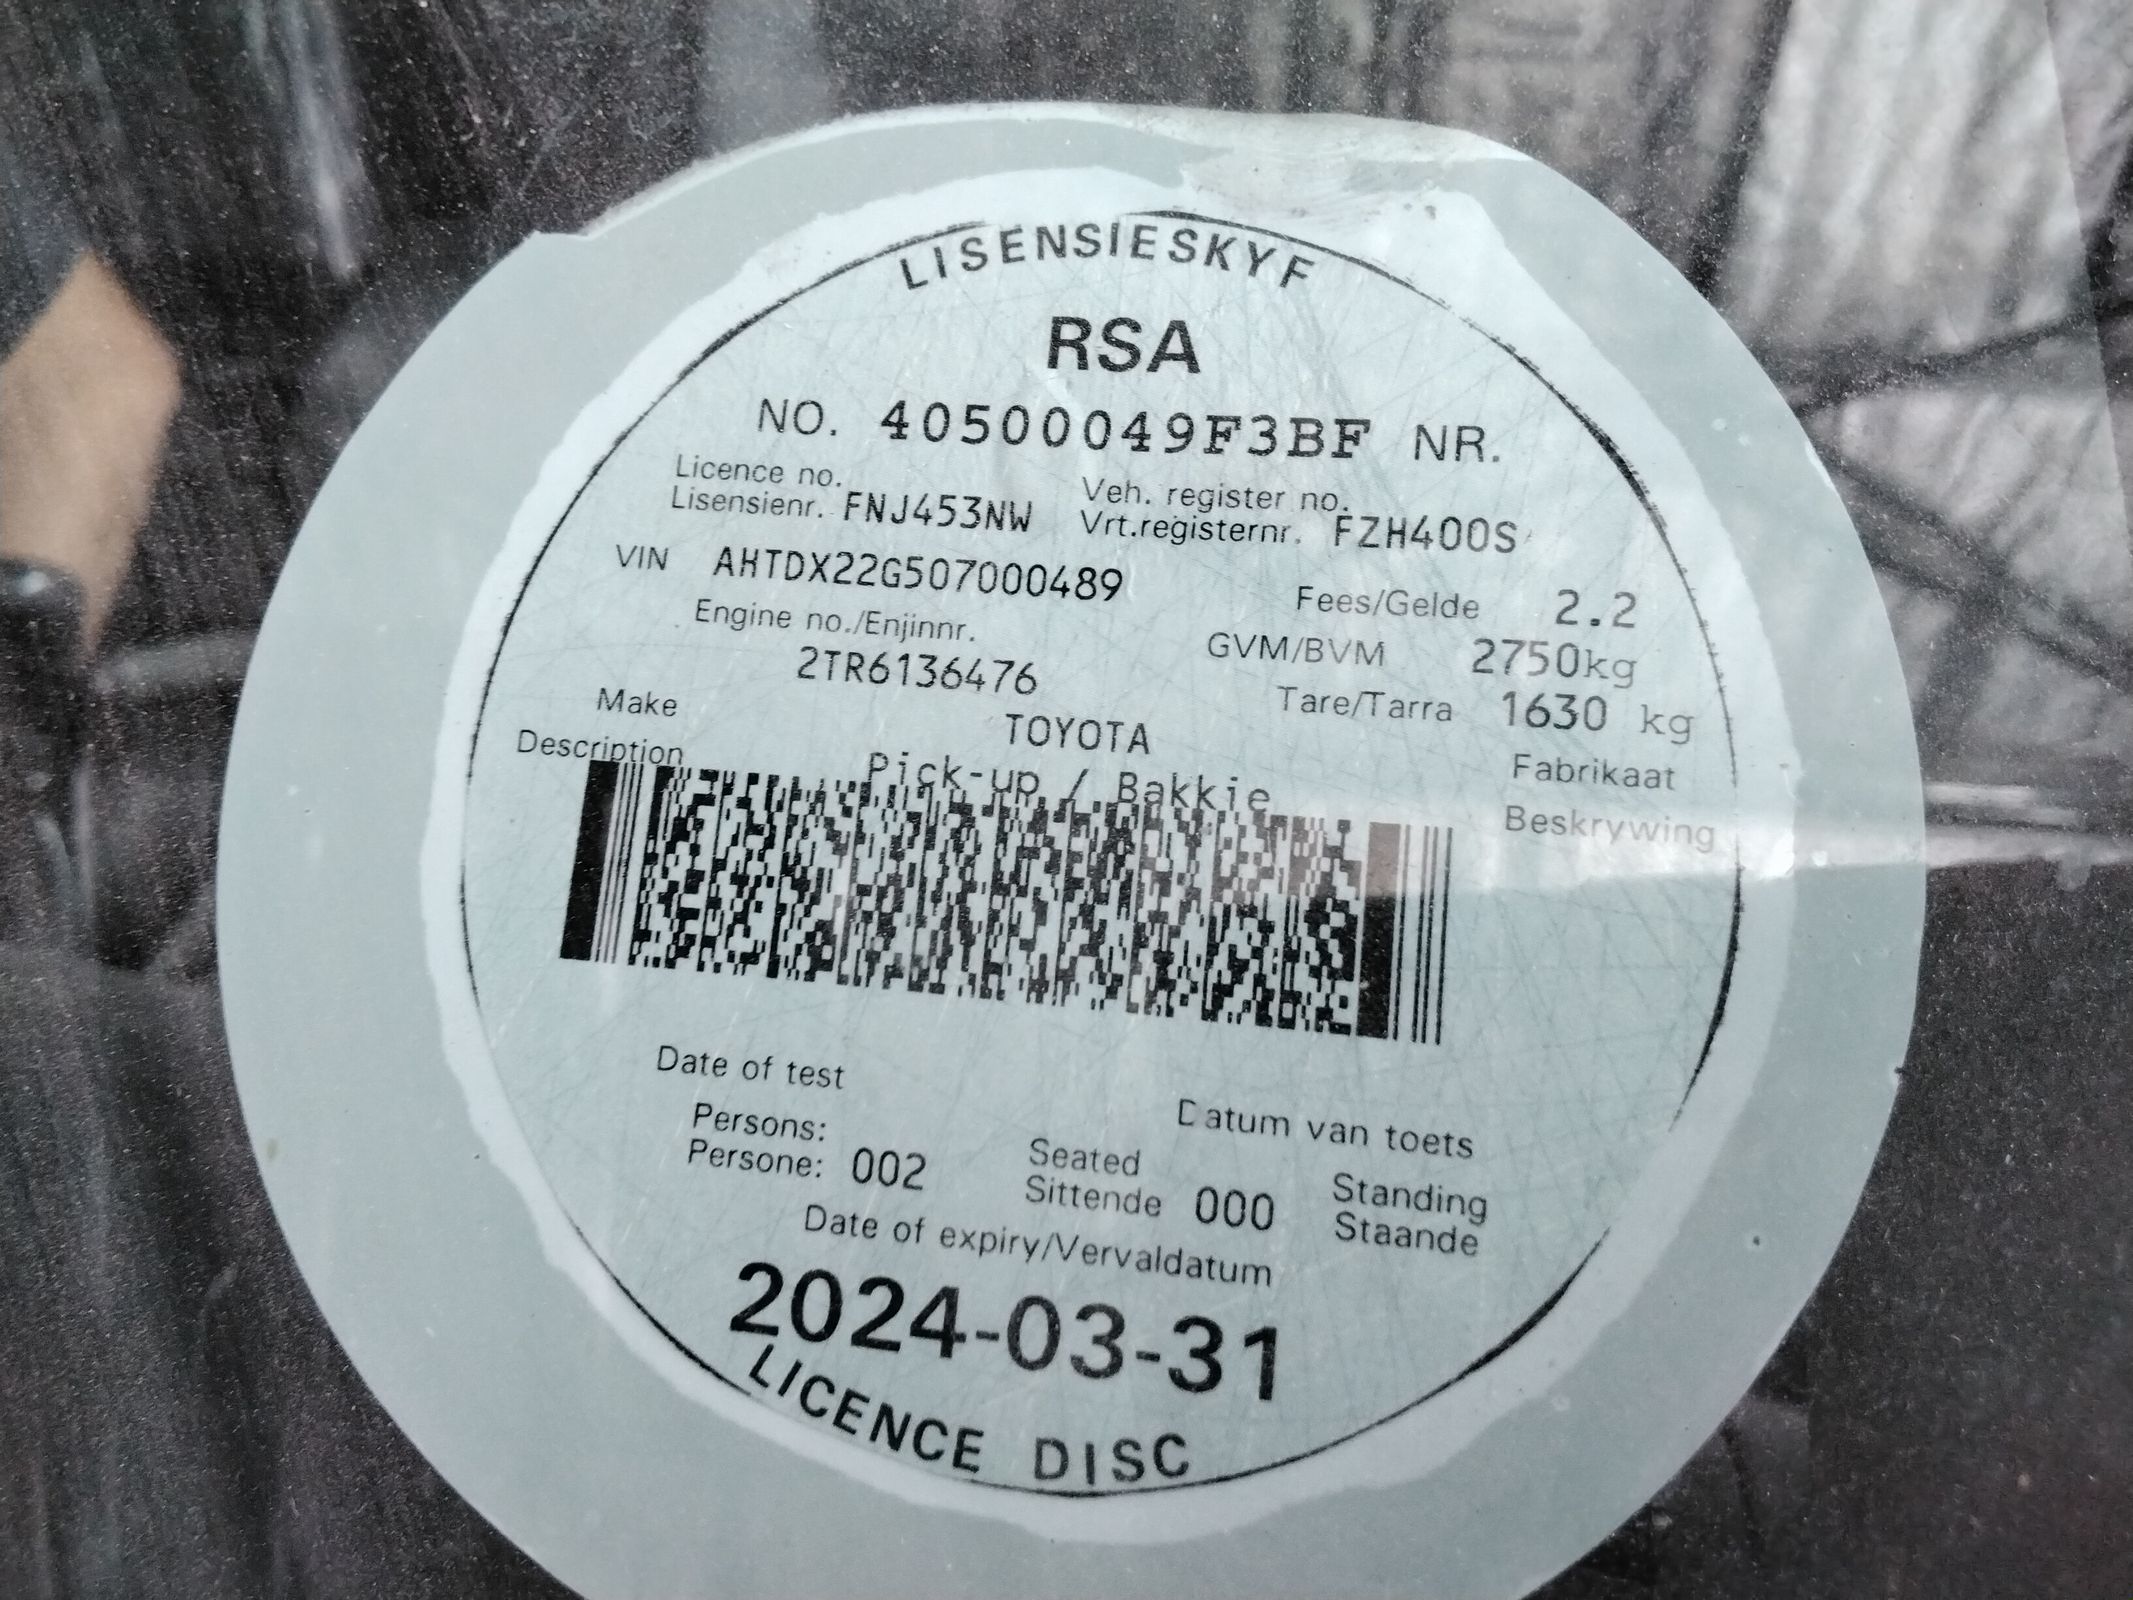 LISENSIESKYF
RSA
NO. 40500049F3BF NR.
Licence no. Veh. register no.
Lisensienr. FNJ453NW Vrt.registernr. FZH400S
VIN AHTDX22G507000489 Fees/Gelde 2.2
Engine no./Enjinnr. GVM/BVM 2750kg
2TR6136476 Tare/Tarra 1630 kg
Make TOYOTA Fabrikaat
Description Pick-up / Bakkie Beskrywing
Date of test Datum van toets
Persons: Seated Standing
Persone: 002 Sittende 000 Staande
Date of expiry/Vervaldatum
2024-03-31
LICENCE DISC